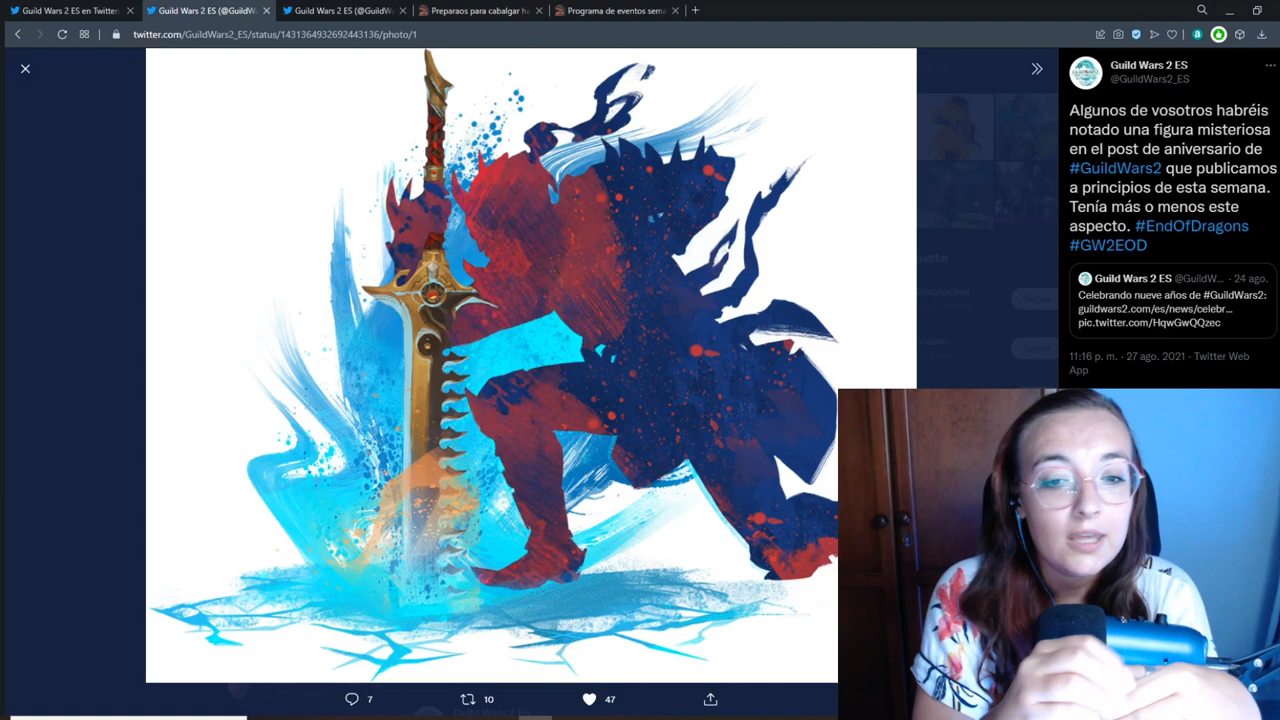 Guild Wars 2 ES en Twitter:
Guild Wars 2 ES (@GuildW
Guild Wars 2 ES (@GuildW
Preparaos para cabalgar ha
Programa de eventos sema
twitter.com/GuildWars2_ES/status/1431364932692443136/photo/1
Guild Wars 2 ES
@GuildWars2_ES
Algunos de vosotros habréis
notado una figura misteriosa
en el post de aniversario de
#GuildWars2 que publicamos
a principios de esta semana.
Tenía más o menos este
aspecto. #EndOfDragons
#GW2EOD
Guild Wars 2 ES @GuildW... · 24 ago.
Celebrando nueve años de #GuildWars2:
guildwars2.com/es/news/celebr...
pic.twitter.com/HqwGwQQzec
11:16 p. m. · 27 ago. 2021 · Twitter Web
App
7
10
47